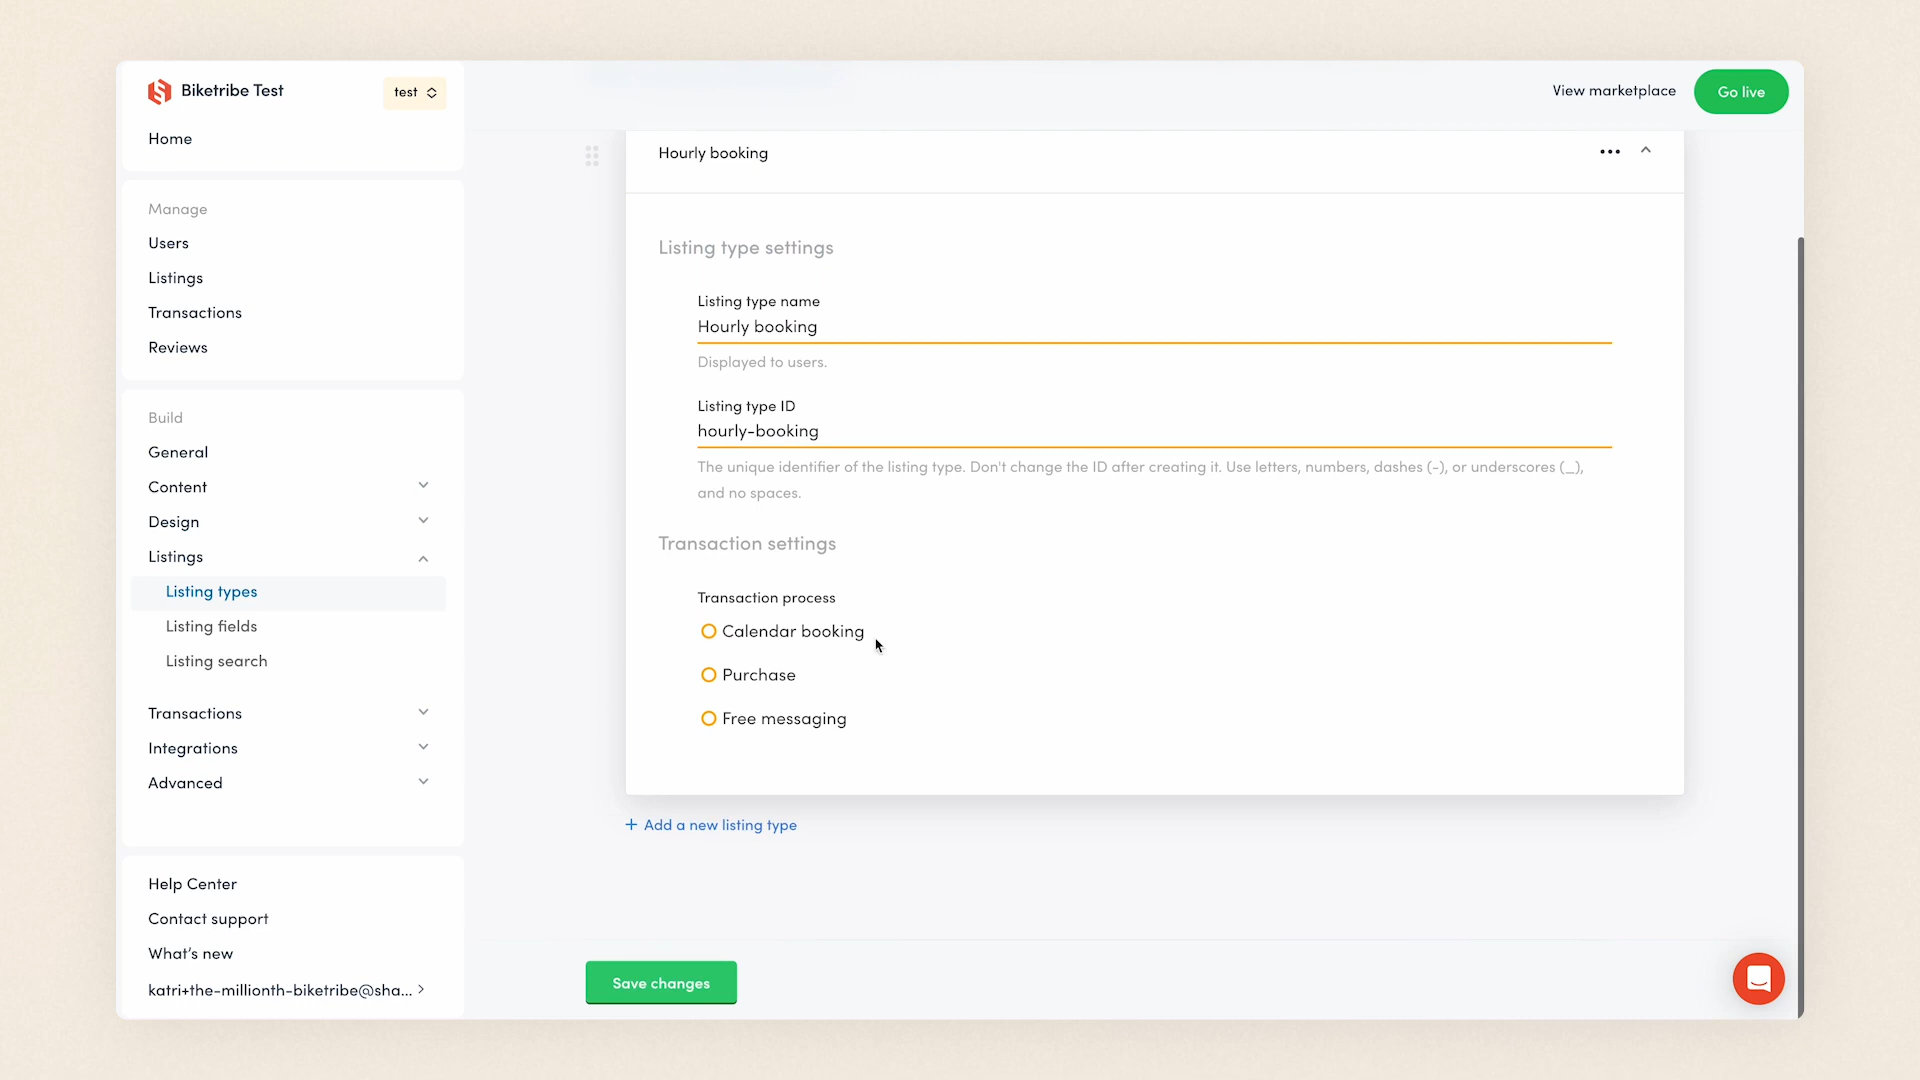 Biketribe Test
test
Home
Manage
Users
Listings
Transactions
Reviews
Build
General
Content
Design
Listings
Listing types
Listing fields
Listing search
Transactions
Integrations
Advanced
Help Center
Contact support
What's new
katri+the-millionth-biketribe@sha...
View marketplace
Go live
Hourly booking
Listing type settings
Listing type name
Hourly booking
Displayed to users.
Listing type ID
hourly-booking
The unique identifier of the listing type. Don't change the ID after creating it. Use letters, numbers, dashes (-), or underscores (_),
and no spaces.
Transaction settings
Transaction process
Calendar booking
Purchase
Free messaging
+ Add a new listing type
Save changes